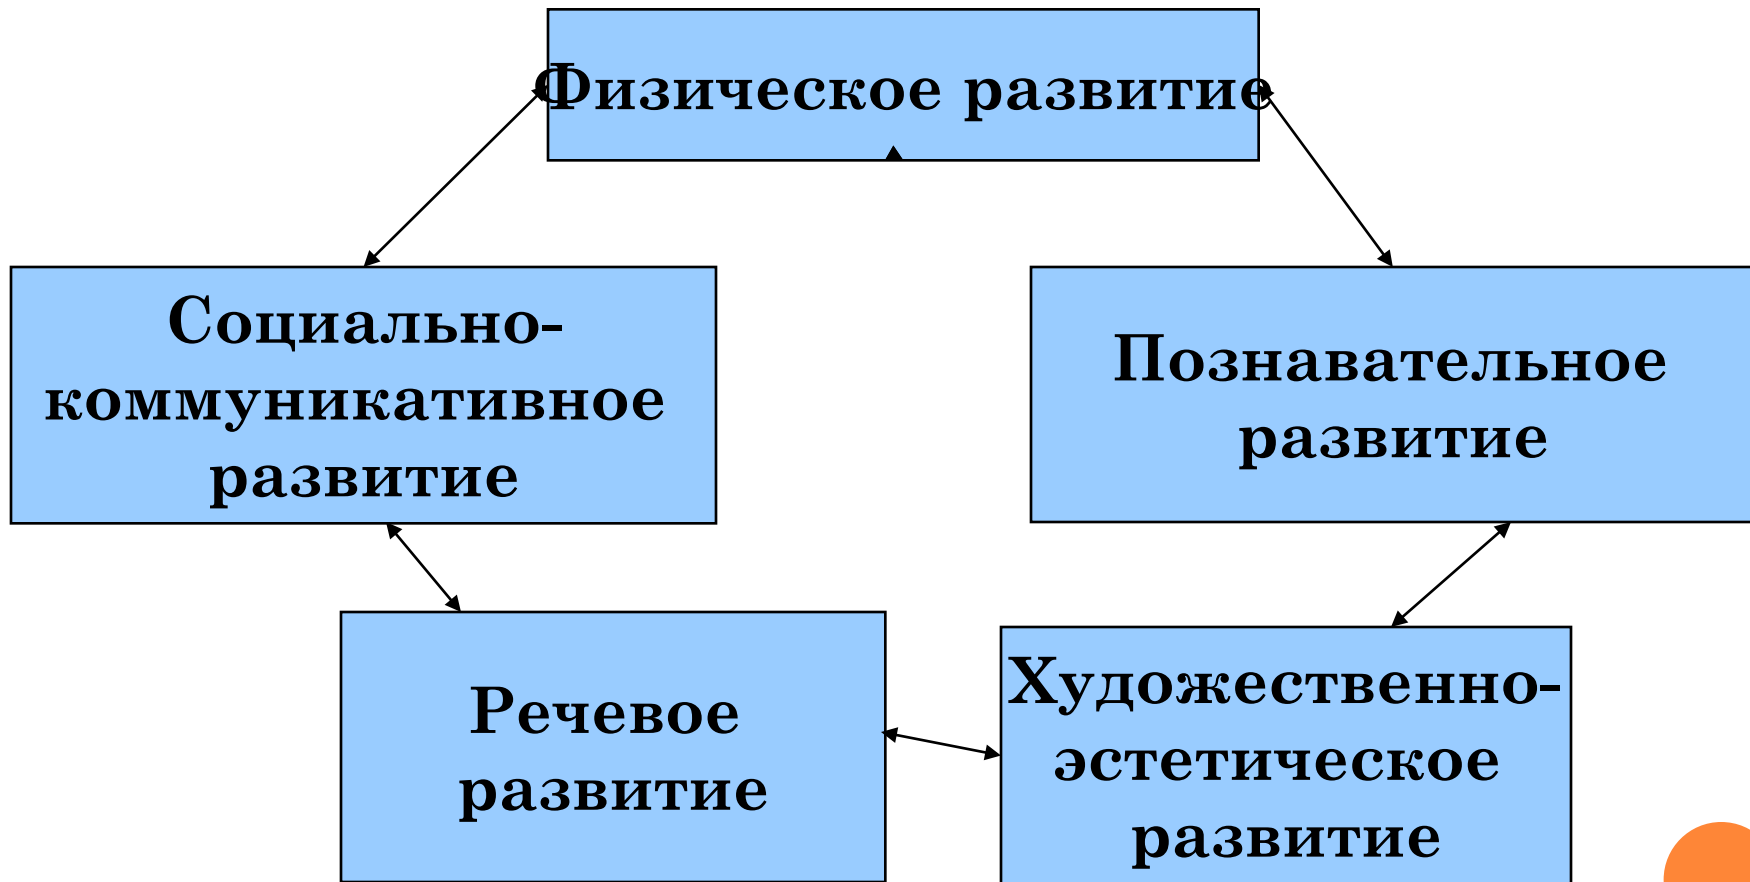 Физическое развитие
Социально-
коммуникативное
развитие
Познавательное
развитие
Речевое
развитие
Художественно-
эстетическое
развитие